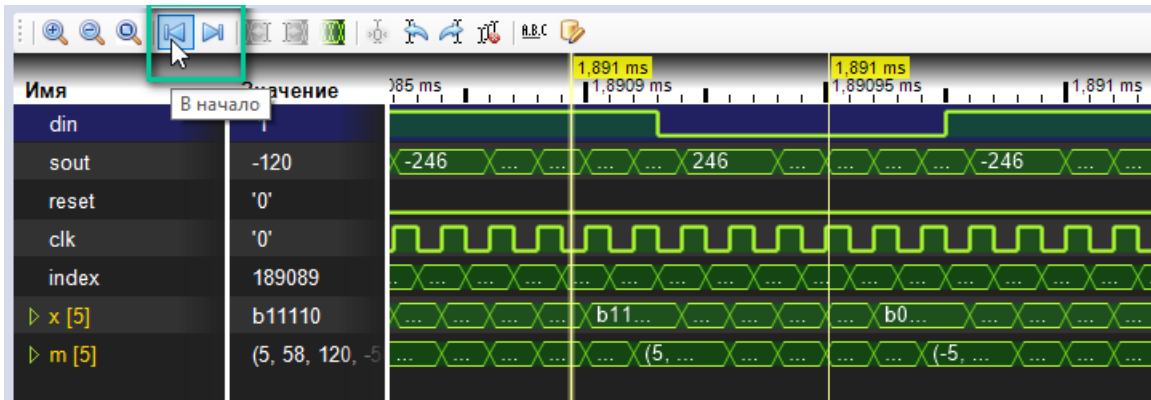 A.B.C
1,891 ms 1,891 ms
Имя Значение )85 ms 1,8909 ms 1,89095 ms 1,891 ms
В начало
din
sout -120 -246 ... ... ... ... 246 ... ... ... ... -246 ... ...
reset '0'
clk '0'
index 189089 ... ... ... ... ... ... ... ... ... ... ... ... ... ... ...
x [5] b11110 ... ... ... ... b11... ... ... ... ... b0... ... ... ...
m [5] (5, 58, 120, -5 ... ... ... ... (5, ... ... ... ... ... (-5, ... ... ... ...